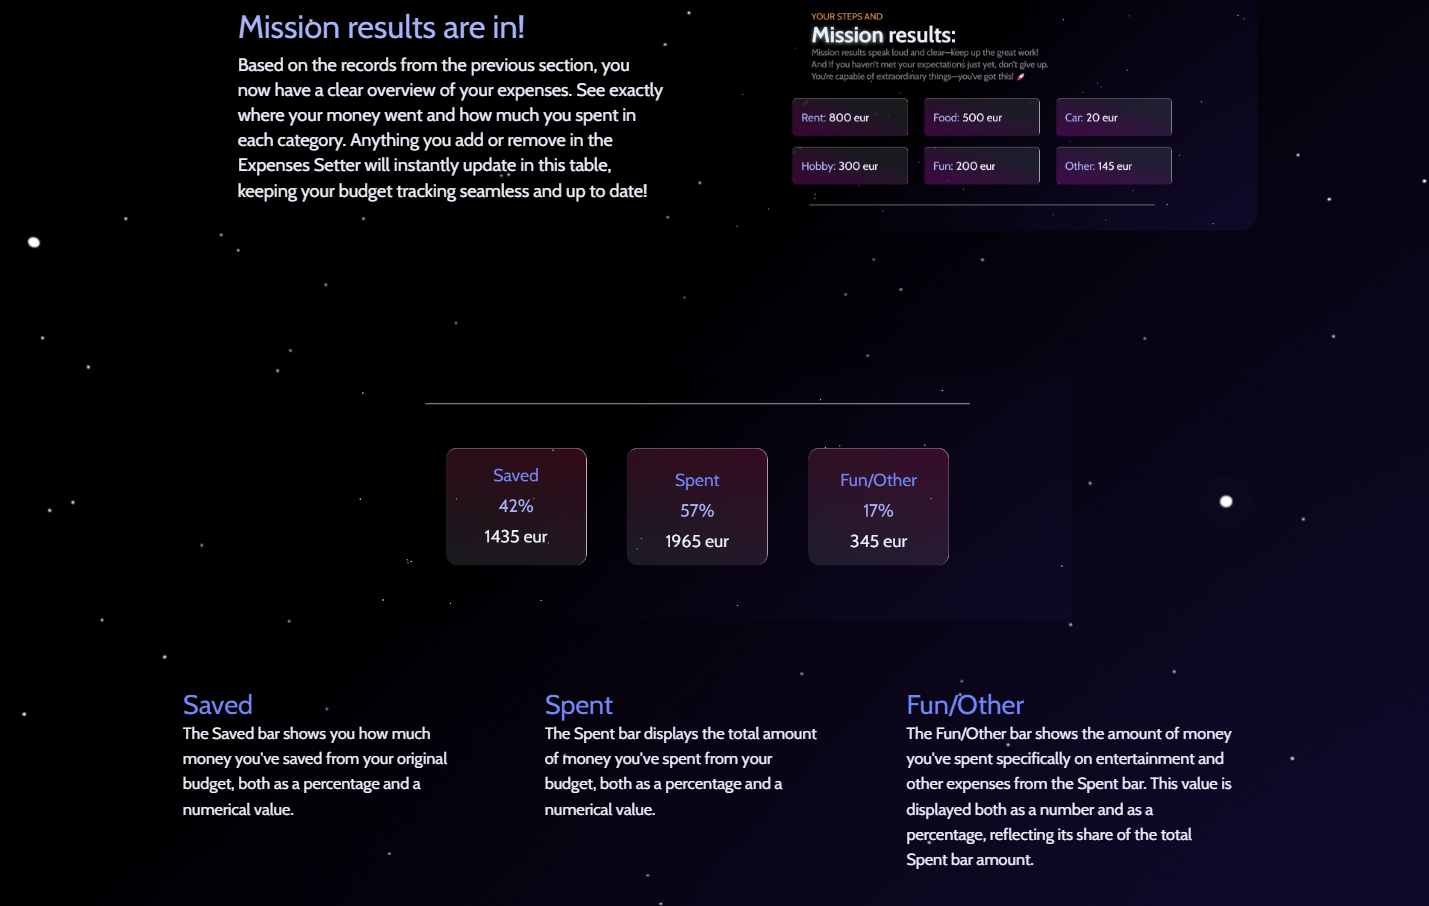 Mission results are in!
Based on the records from the previous section, you
now have a clear overview of your expenses. See exactly
where your money went and how much you spent in
each category. Anything you add or remove in the
Expenses Setter will instantly update in this table,
keeping your budget tracking seamless and up to date!
YOUR STEPS AND
Mission results:
Mission results speak loud and clear—keep up the great work!
And if you haven't met your expectations just yet, don't give up.
You're capable of extraordinary things—you've got this! 🚀
Rent: 800 eur
Food: 500 eur
Car: 20 eur
Hobby: 300 eur
Fun: 200 eur
Other: 145 eur
Saved
42%
1435 eur
Spent
57%
1965 eur
Fun/Other
17%
345 eur
Saved
The Saved bar shows you how much
money you've saved from your original
budget, both as a percentage and a
numerical value.
Spent
The Spent bar displays the total amount
of money you've spent from your
budget, both as a percentage and a
numerical value.
Fun/Other
The Fun/Other bar shows the amount of money
you've spent specifically on entertainment and
other expenses from the Spent bar. This value is
displayed both as a number and as a
percentage, reflecting its share of the total
Spent bar amount.